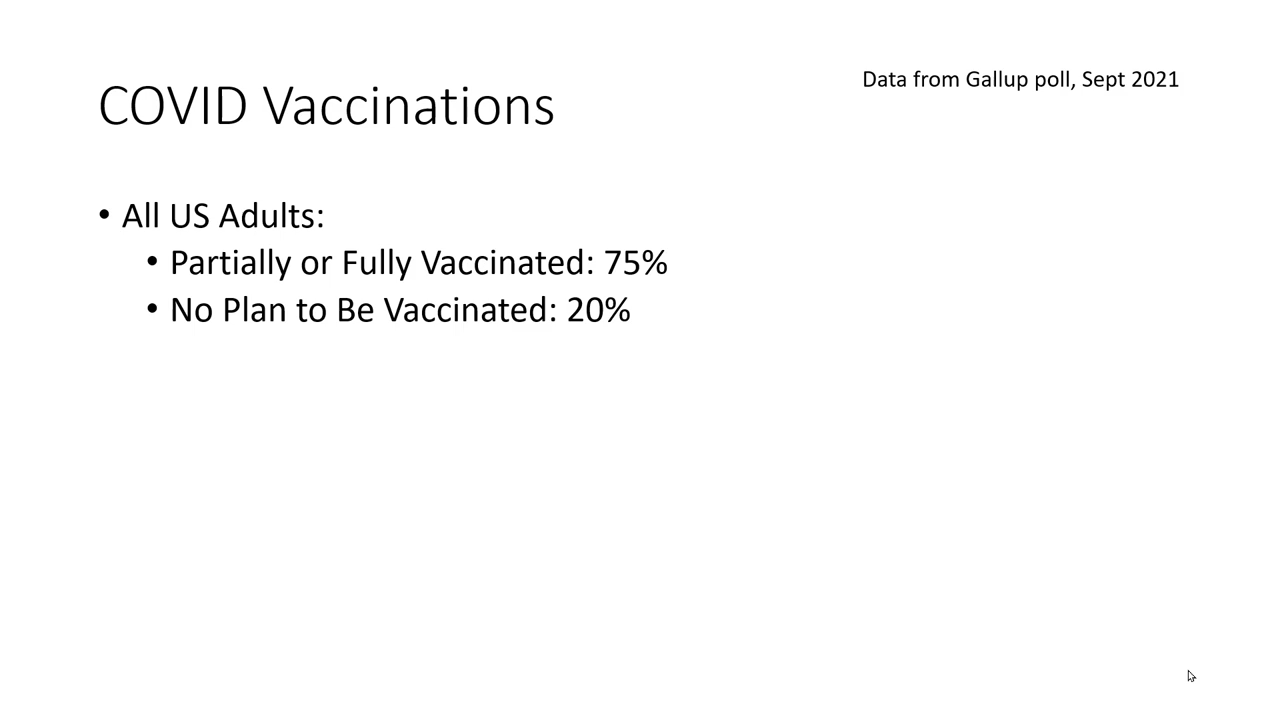 COVID Vaccinations
Data from Gallup poll, Sept 2021
• All US Adults:
• Partially or Fully Vaccinated: 75%
• No Plan to Be Vaccinated: 20%